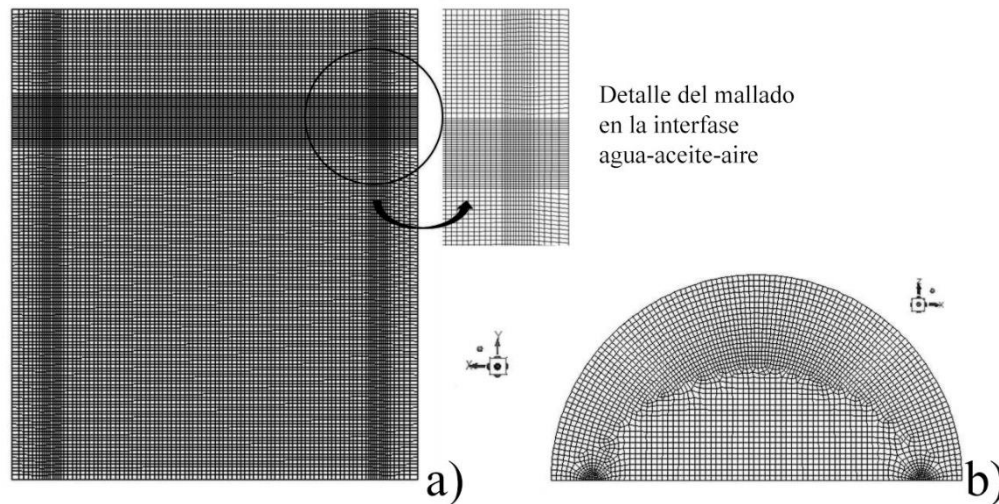 Detalle del mallado
en la interfase
agua-aceite-aire
Y
X
a)
Z
X
b)